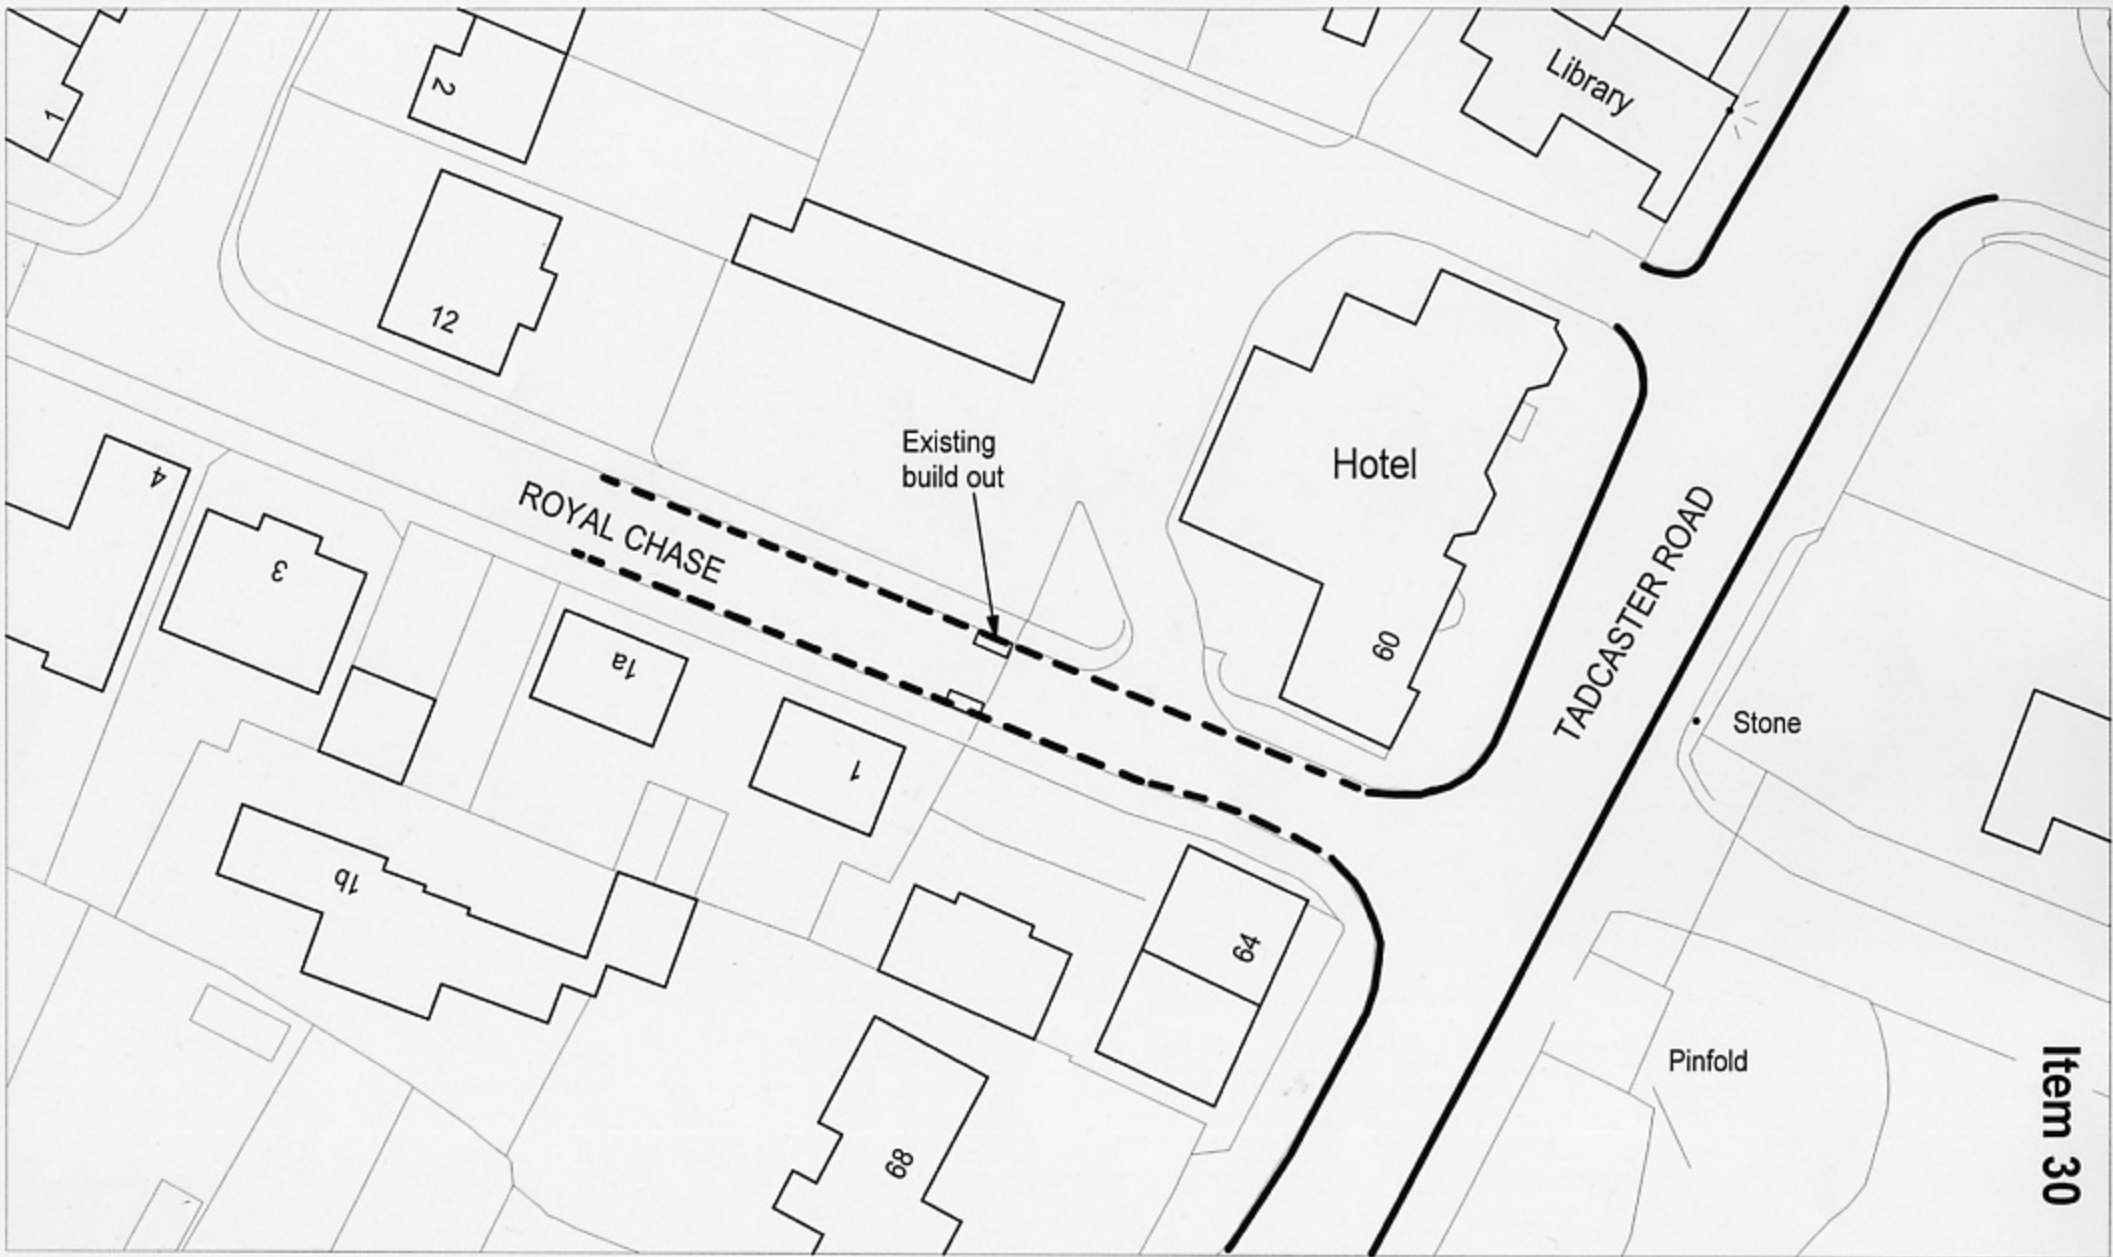 1
2
Library
12
Existing
build out
Hotel
4
ROYAL CHASE
3
1a
60
TADCASTER ROAD
Stone
1
1b
64
68
Pinfold
Item 30